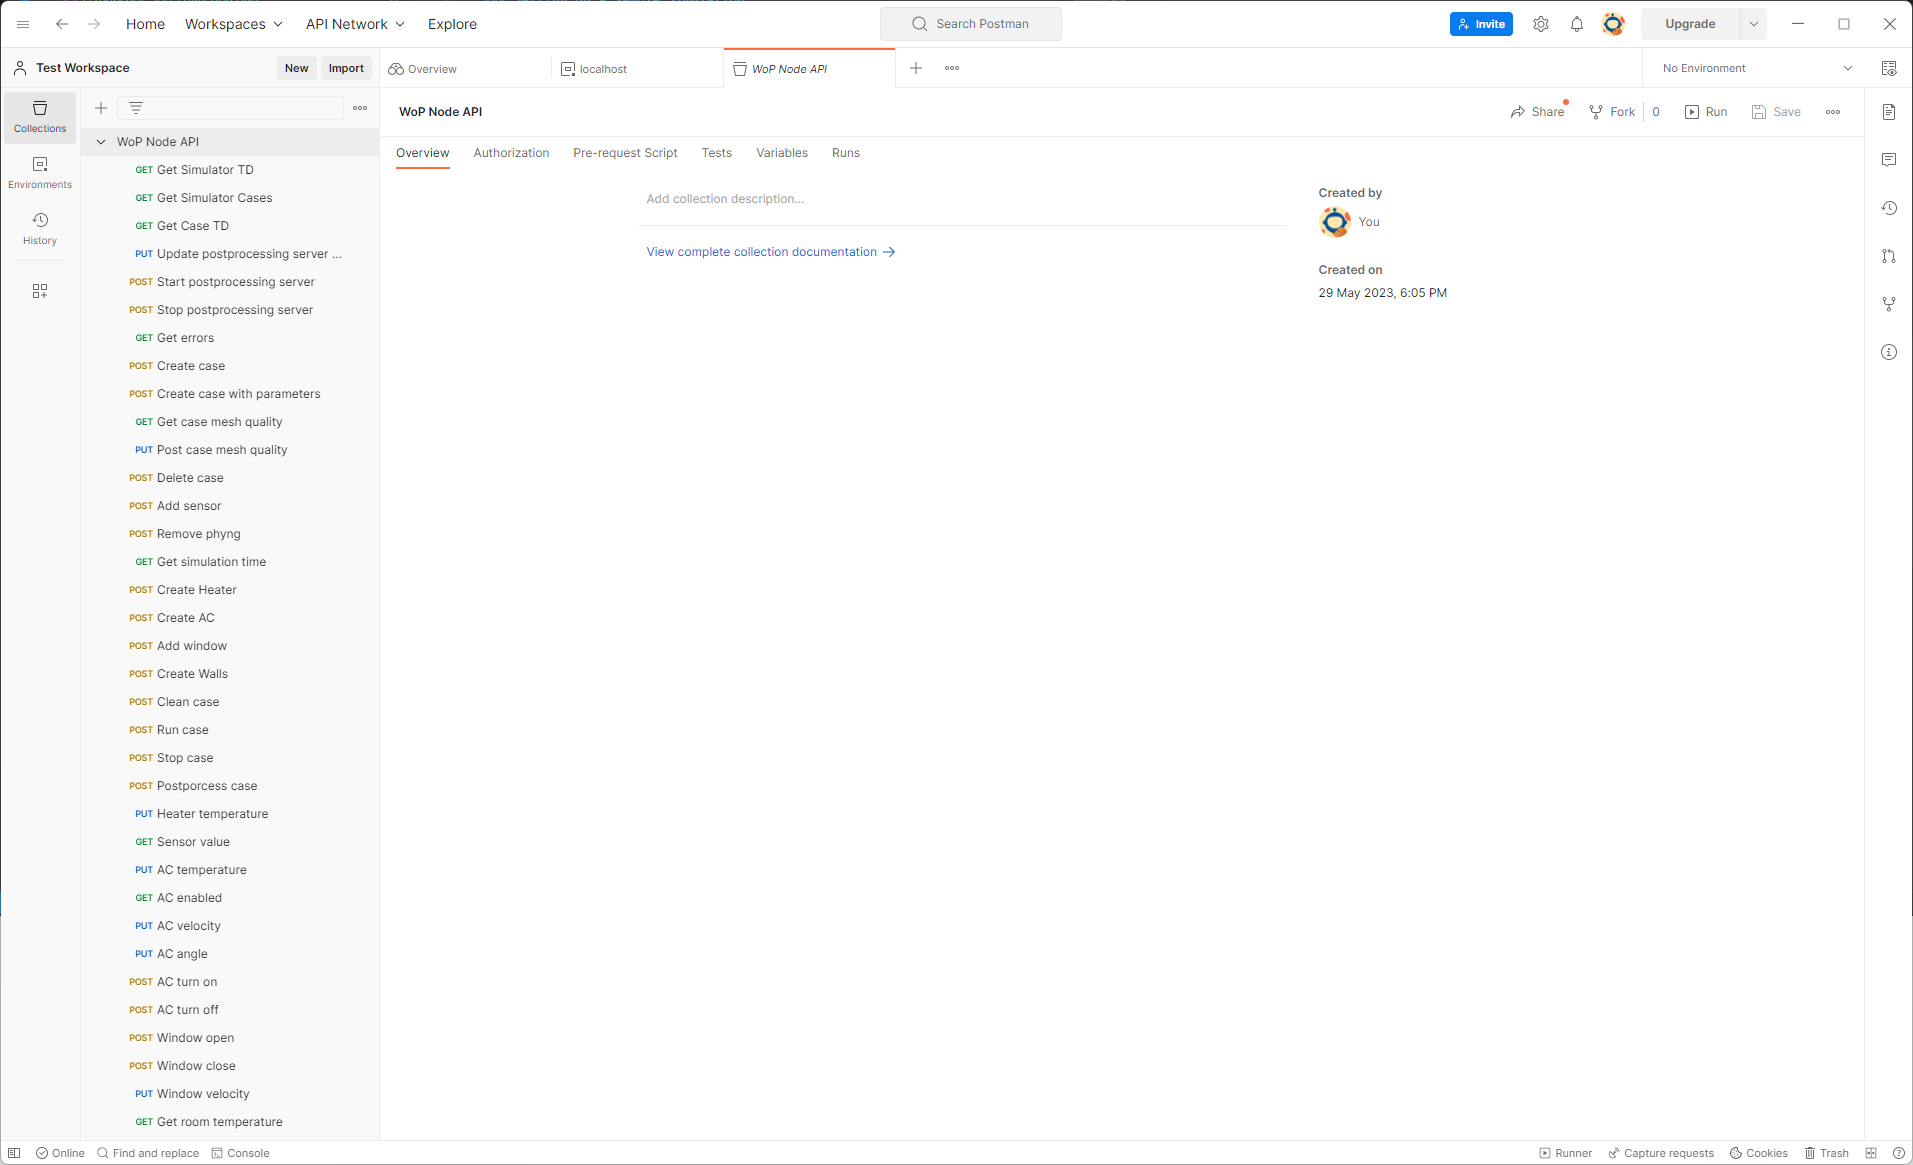 Home Workspaces API Network Explore Search Postman Invite Upgrade
Test Workspace New Import Overview localhost WoP Node API No Environment
Collections
Environments
History
WoP Node API
GET Get Simulator TD
GET Get Simulator Cases
GET Get Case TD
PUT Update postprocessing server ...
POST Start postprocessing server
POST Stop postprocessing server
GET Get errors
POST Create case
POST Create case with parameters
GET Get case mesh quality
PUT Post case mesh quality
POST Delete case
POST Add sensor
POST Remove phyng
GET Get simulation time
POST Create Heater
POST Create AC
POST Add window
POST Create Walls
POST Clean case
POST Run case
POST Stop case
POST Postporcess case
PUT Heater temperature
GET Sensor value
PUT AC temperature
GET AC enabled
PUT AC velocity
PUT AC angle
POST AC turn on
POST AC turn off
POST Window open
POST Window close
PUT Window velocity
GET Get room temperature
WoP Node API Share Fork 0 Run Save
Overview Authorization Pre-request Script Tests Variables Runs
Add collection description...
View complete collection documentation →
Created by
You
Created on
29 May 2023, 6:05 PM
Online Find and replace Console Runner Capture requests Cookies Trash